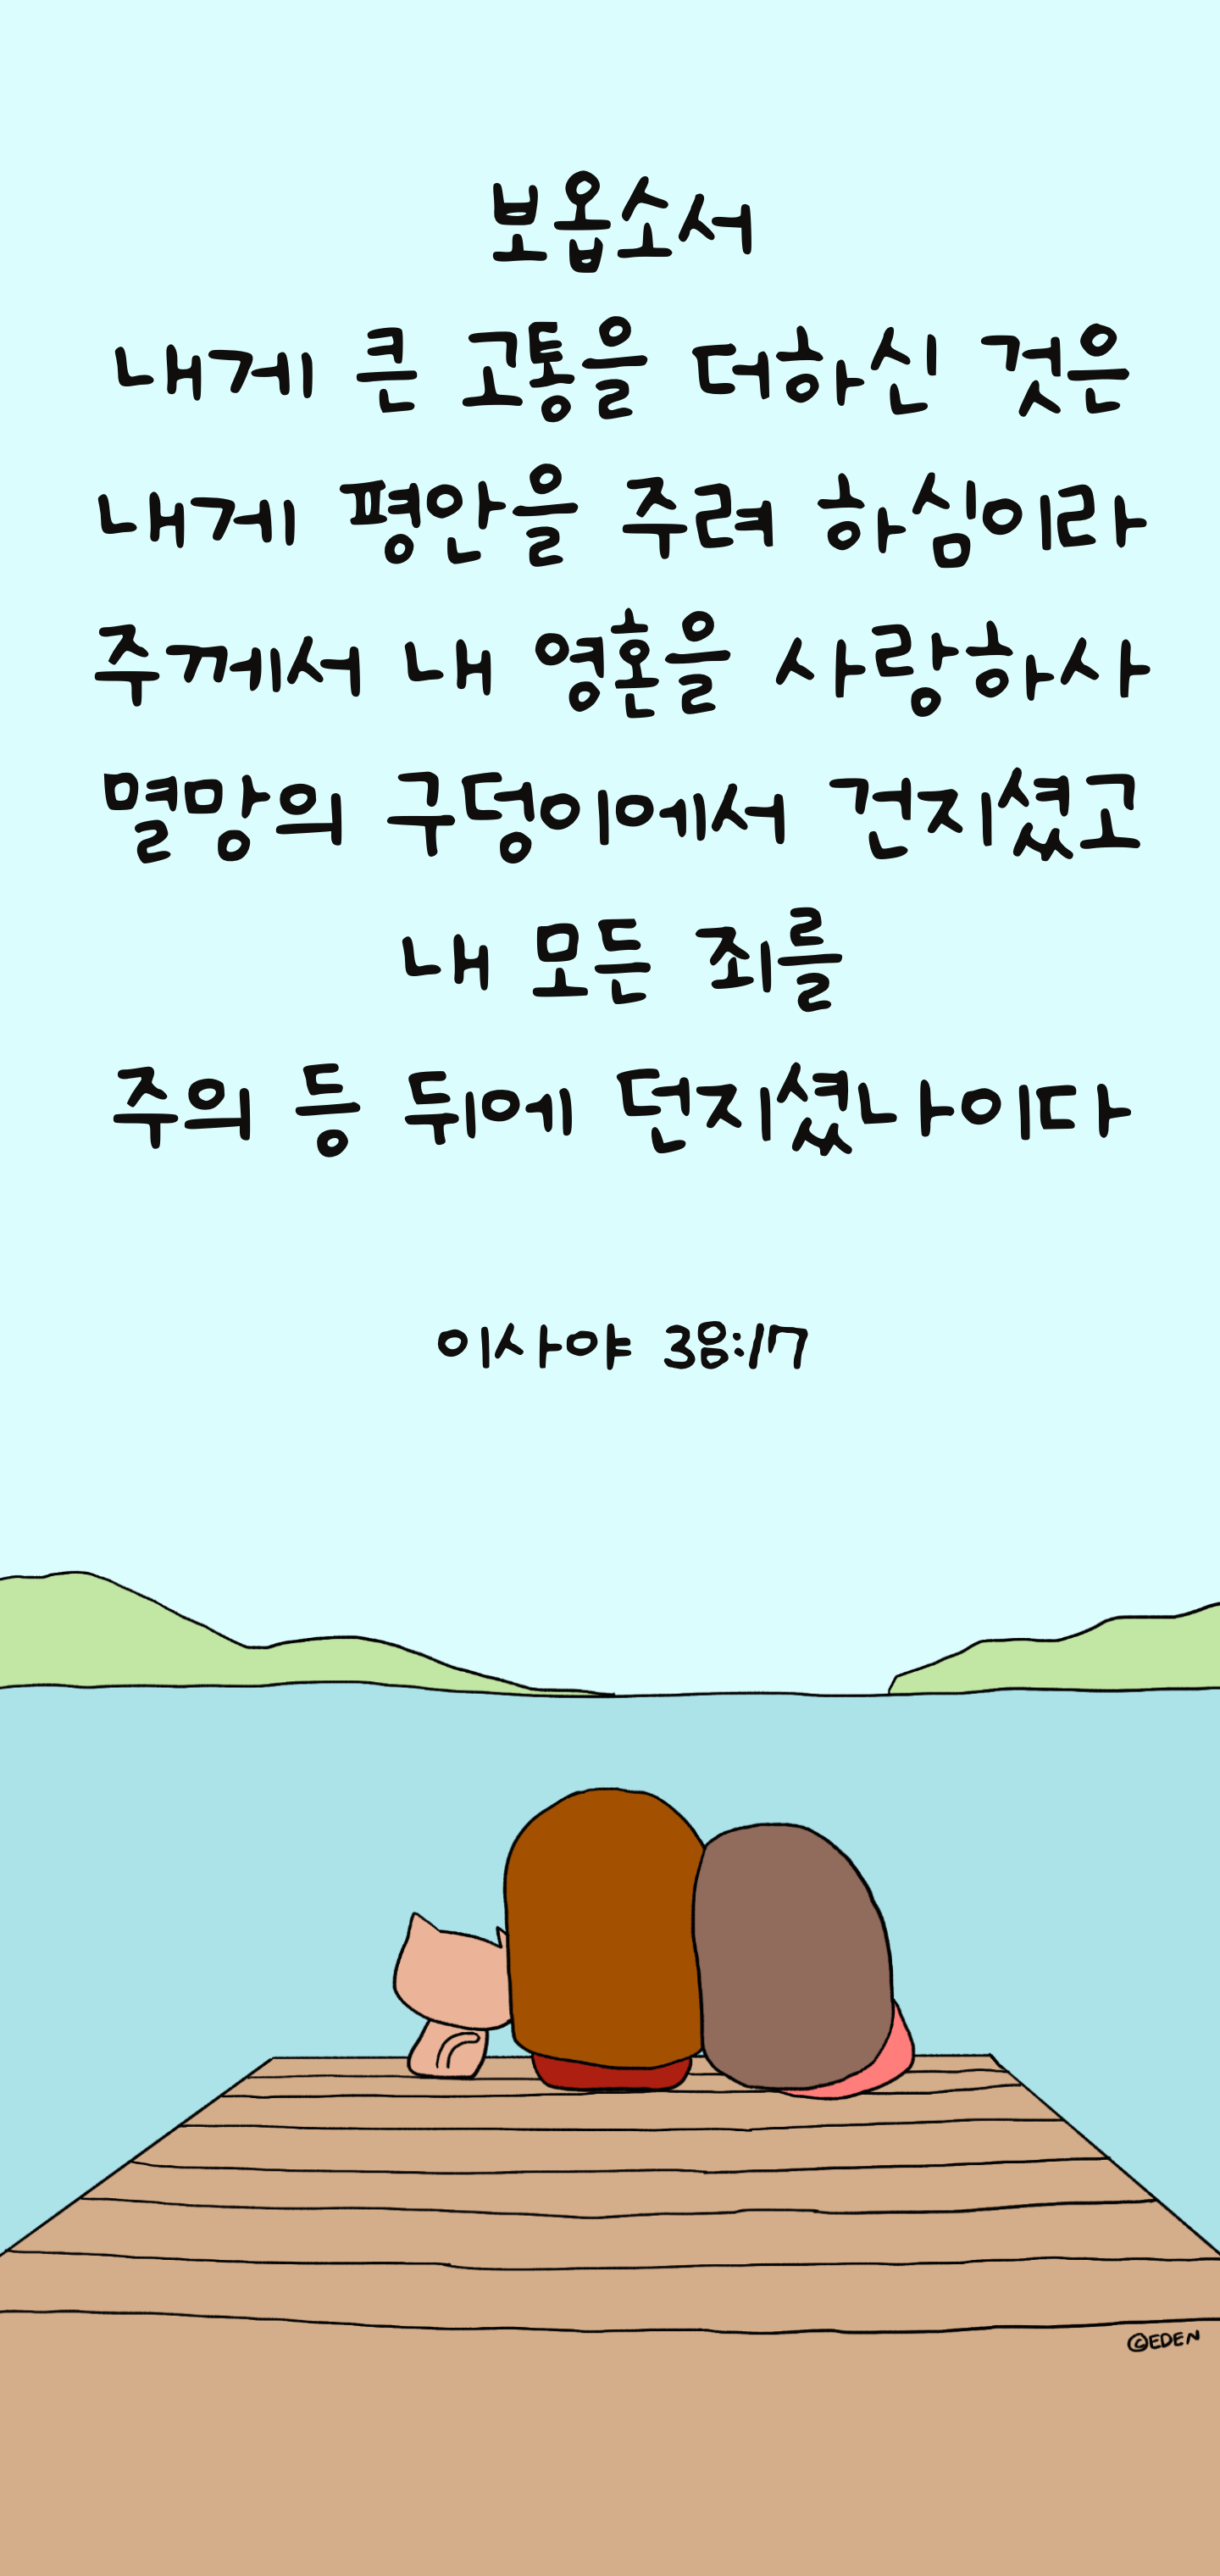 보옵소서
내게 큰 고통을 더하신 것은
내게 평안을 주려 하심이라
주께서 내 영혼을 사랑하사
멸망의 구덩이에서 건지셨고
내 모든 죄를
주의 등 뒤에 던지셨나이다
이사야 38:17
©EDEN